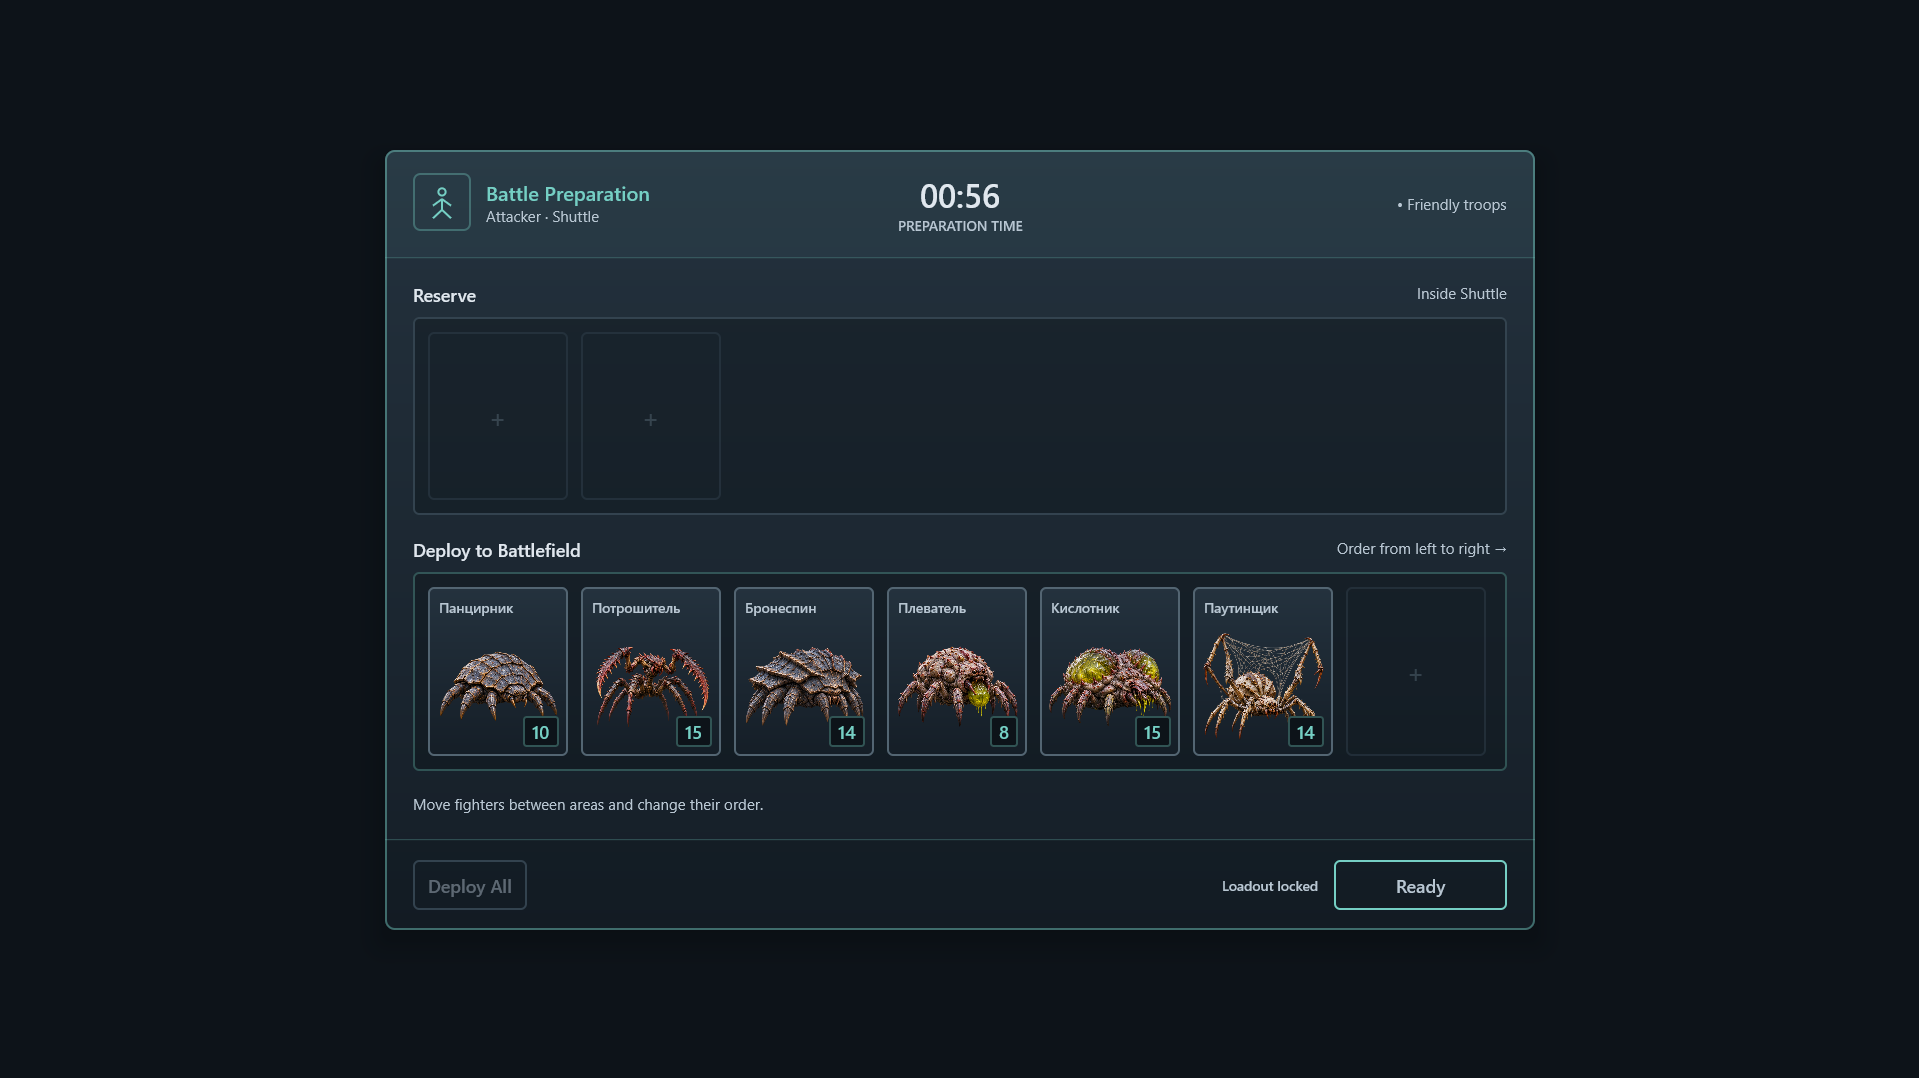 Battle Preparation
Attacker · Shuttle
00:56
PREPARATION TIME
• Friendly troops
Reserve
Inside Shuttle
+
+
Deploy to Battlefield
Order from left to right →
Панцирник
10
Потрошитель
15
Бронеспин
14
Плеватель
8
Кислотник
15
Паутинщик
14
+
Move fighters between areas and change their order.
Deploy All
Loadout locked
Ready